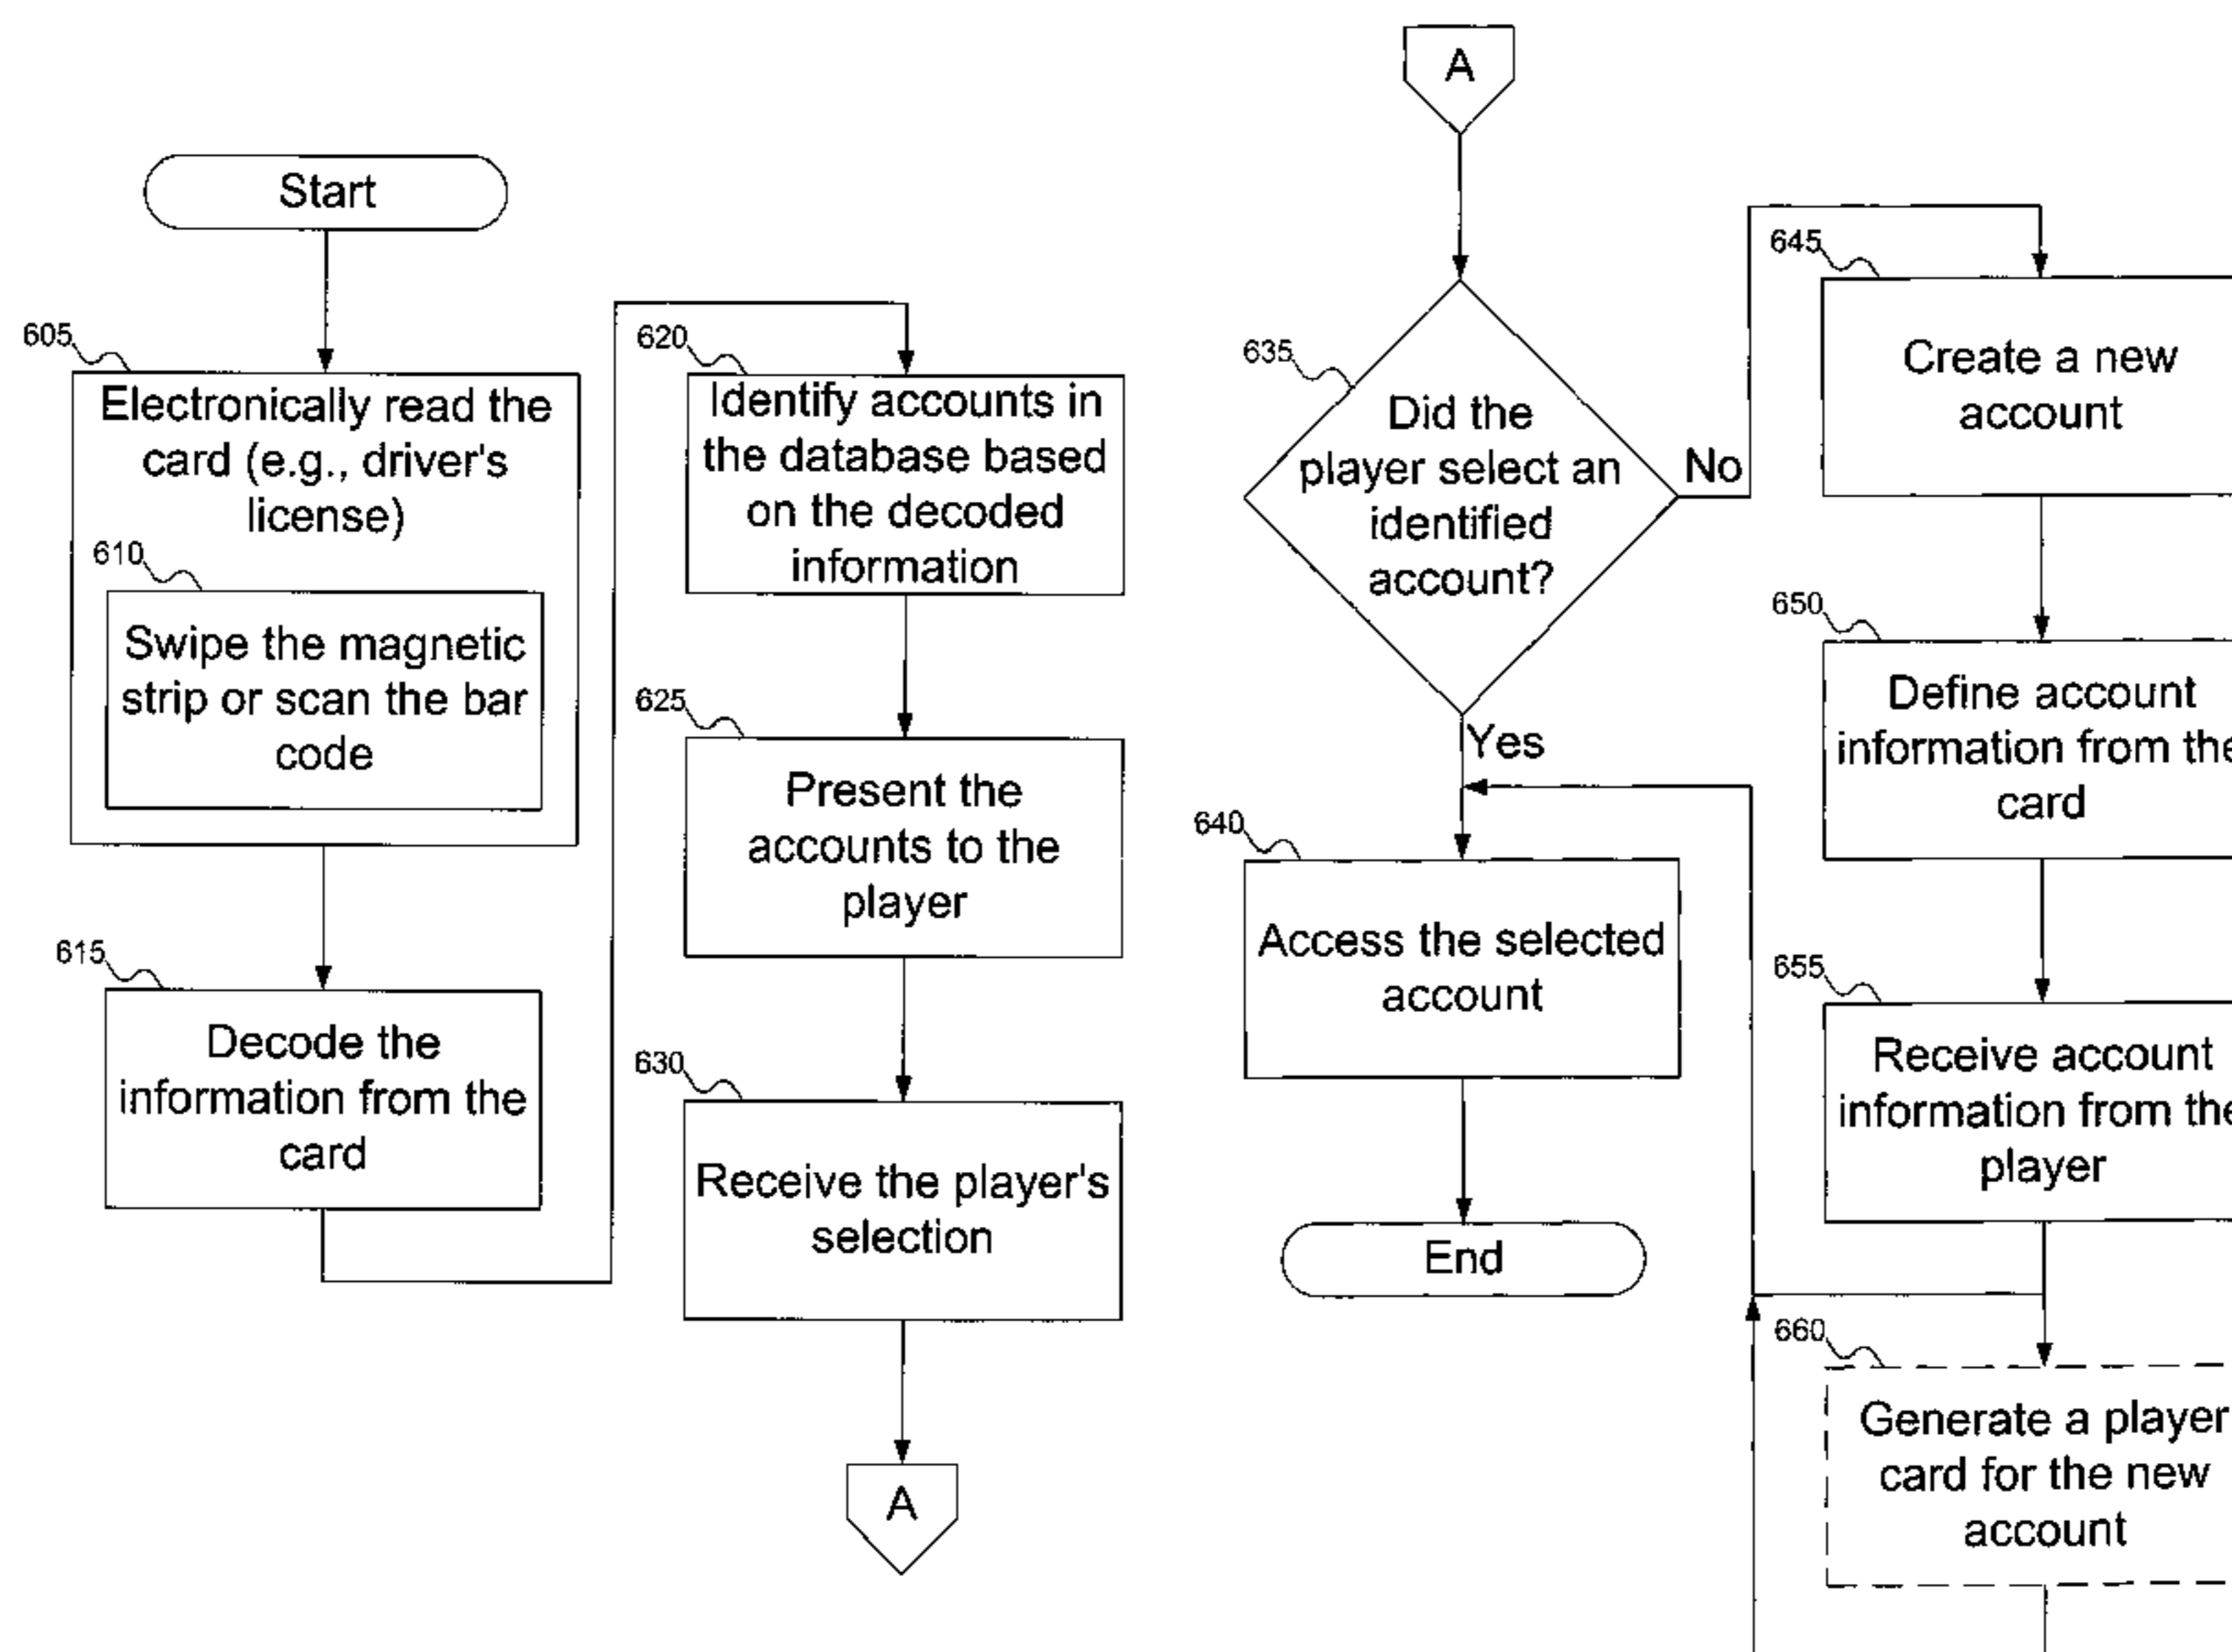 Start
605
Electronically read the
card (e.g., driver's
license)
610
Swipe the magnetic
strip or scan the bar
code
615
Decode the
information from the
card
620
Identify accounts in
the database based
on the decoded
information
625
Present the
accounts to the
player
630
Receive the player's
selection
A
A
635
Did the
player select an
identified
account?
No
Yes
640
Access the selected
account
End
645
Create a new
account
650
Define account
information from the
card
655
Receive account
information from the
player
660
Generate a player
card for the new
account